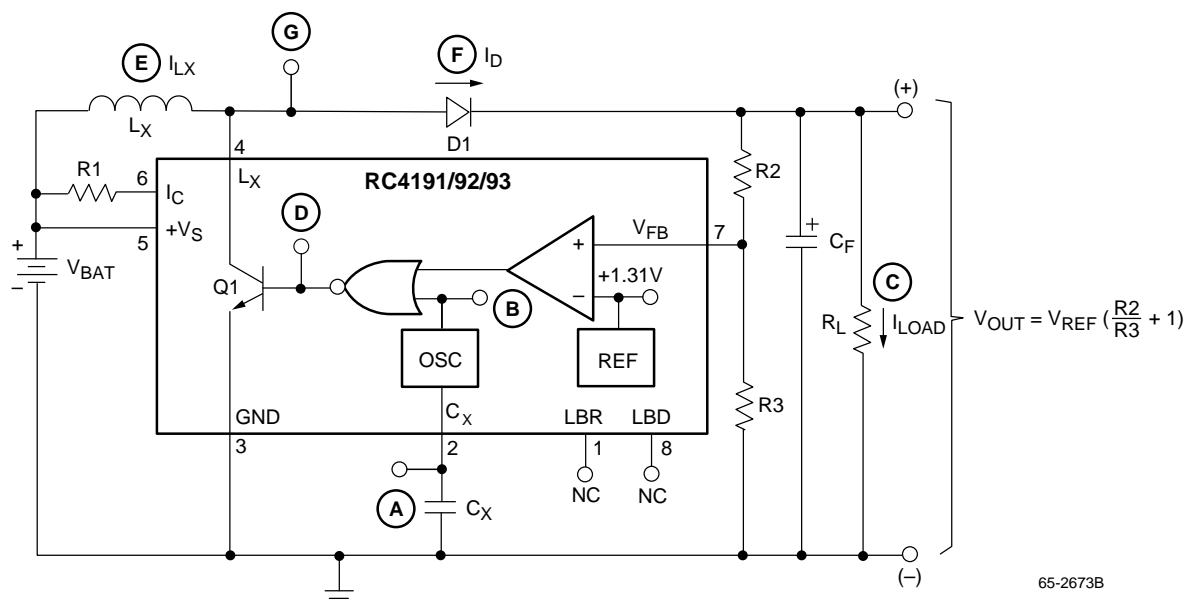 G
E I_LX
F I_D
(+)
L_X
D1
4
R1
6
L_X
RC4191/92/93
R2
I_C
D
+V_S
V_FB
7
5
+
+
C_F
+
V_BAT
+1.31V
–
Q1
–
C
B
R_L
I_LOAD
V_OUT = V_REF (R2/R3 + 1)
OSC
REF
R3
GND
C_X
LBR
LBD
3
2
1
8
A
C_X
NC
NC
(–)
65-2673B